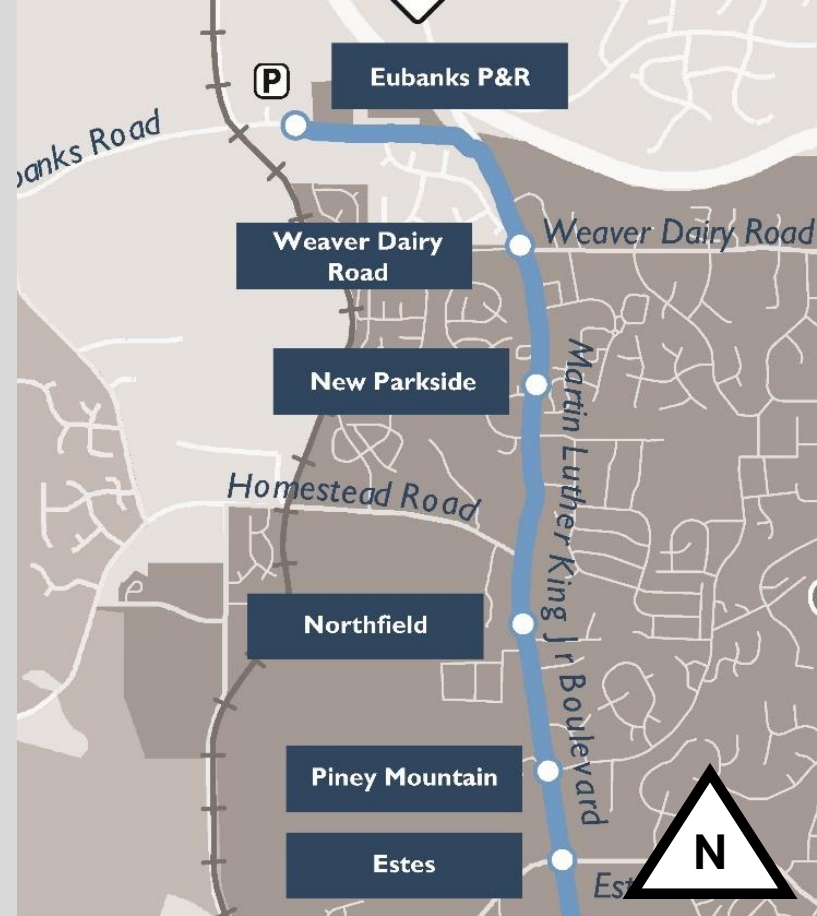 P
Eubanks P&R
banks Road
Weaver Dairy
Road
Weaver Dairy Road
New Parkside
Martin Luther King Jr Boulevard
Homestead Road
Northfield
Piney Mountain
Estes
N